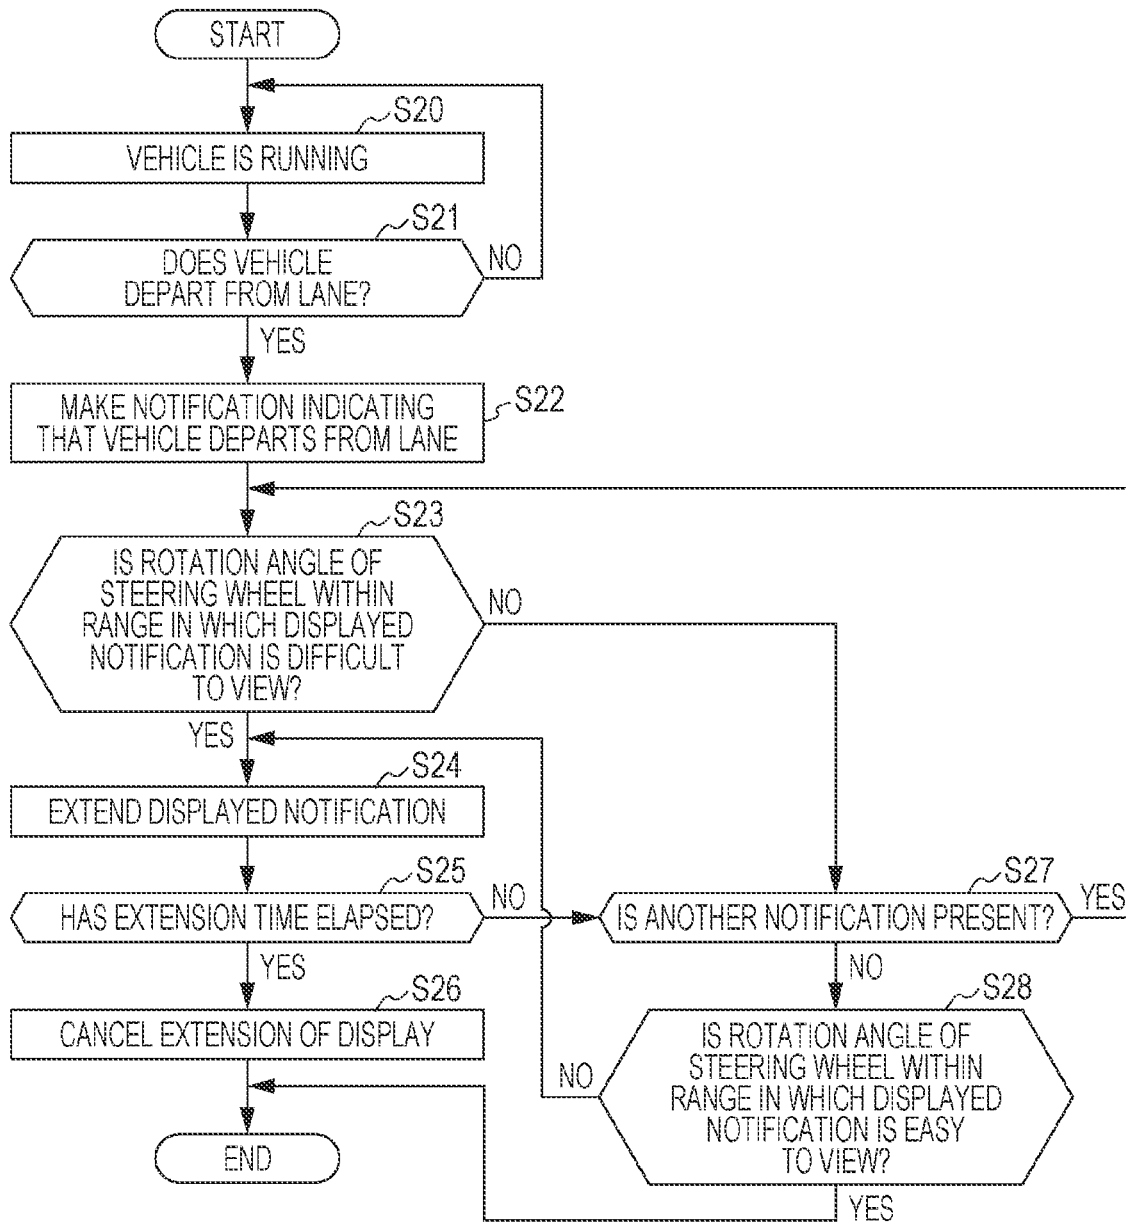 START
S20
VEHICLE IS RUNNING
S21
DOES VEHICLE
DEPART FROM LANE?
NO
YES
S22
MAKE NOTIFICATION INDICATING
THAT VEHICLE DEPARTS FROM LANE
S23
IS ROTATION ANGLE OF
STEERING WHEEL WITHIN
RANGE IN WHICH DISPLAYED
NOTIFICATION IS DIFFICULT
TO VIEW?
NO
YES
S24
EXTEND DISPLAYED NOTIFICATION
S25
HAS EXTENSION TIME ELAPSED?
NO
S27
IS ANOTHER NOTIFICATION PRESENT?
YES
YES
NO
S26
CANCEL EXTENSION OF DISPLAY
S28
IS ROTATION ANGLE OF
STEERING WHEEL WITHIN
RANGE IN WHICH DISPLAYED
NOTIFICATION IS EASY
TO VIEW?
NO
YES
END